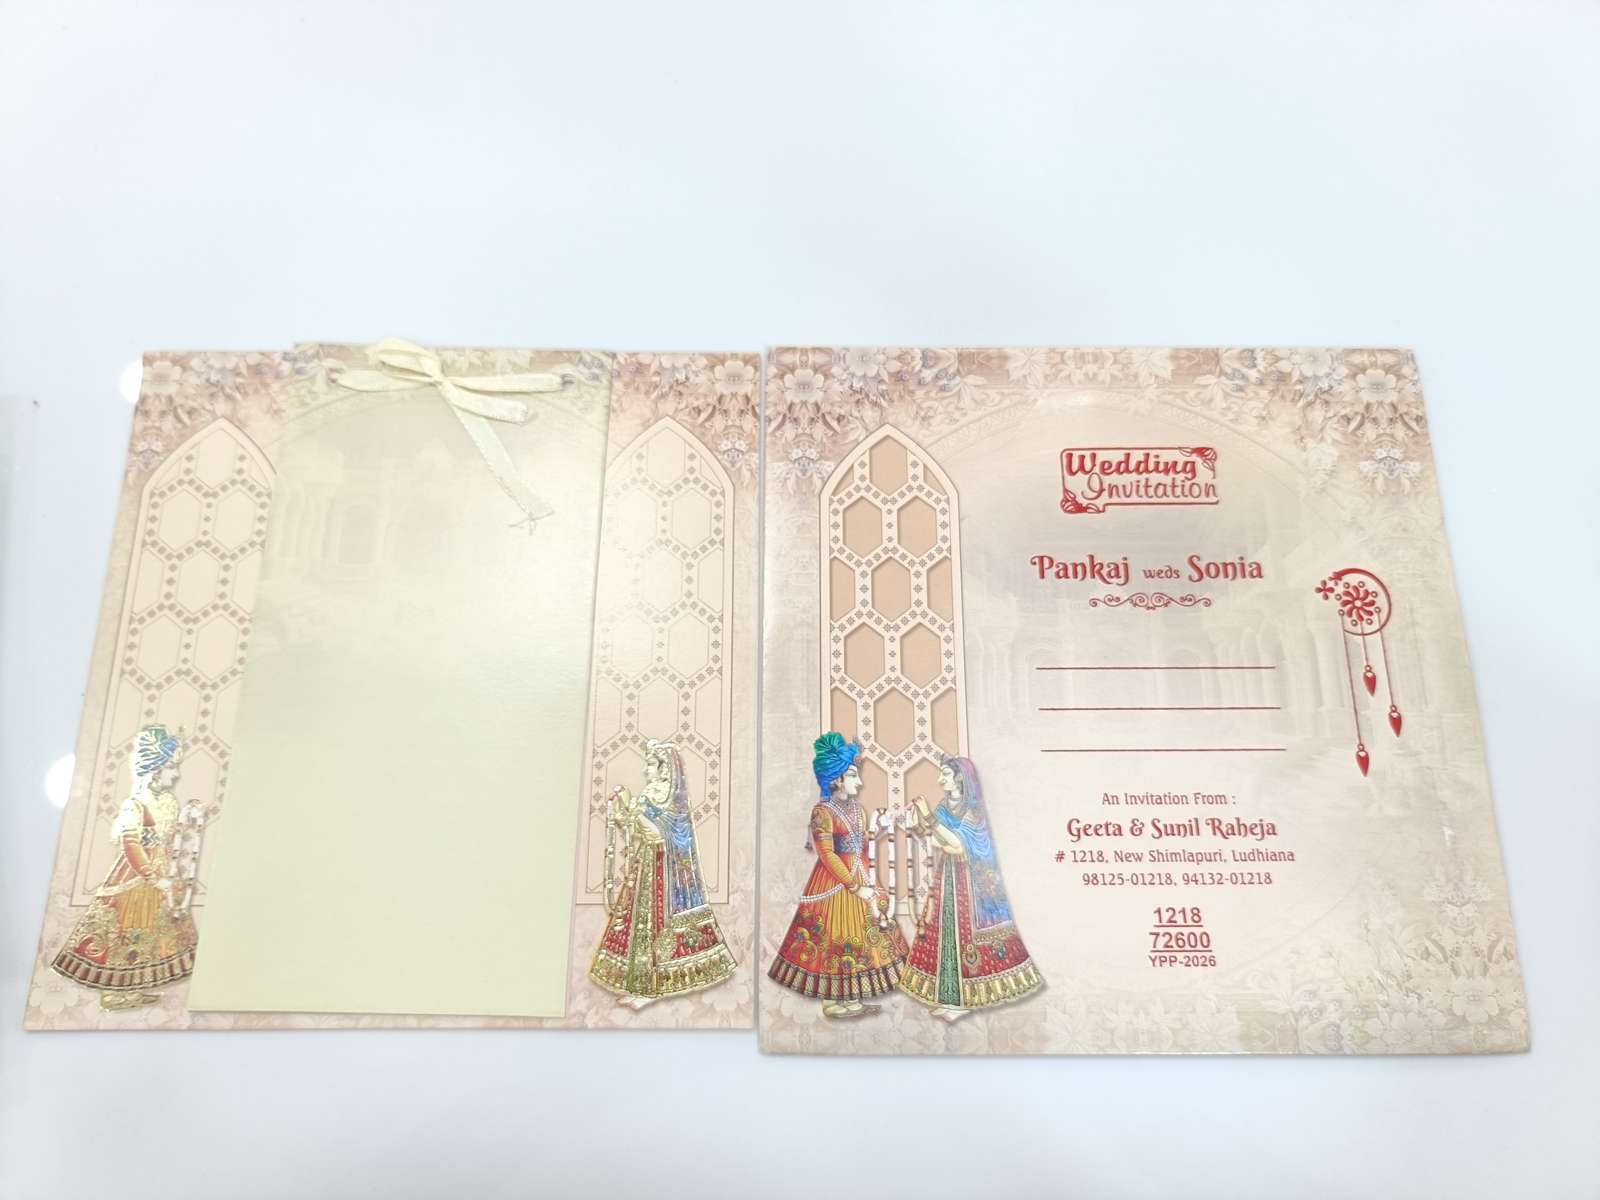 Wedding
Invitation
Pankaj weds Sonia
An Invitation From :
Geeta & Sunil Raheja
# 1218, New Shimlapuri, Ludhiana
98125-01218, 94132-01218
1218
72600
YPP-2026